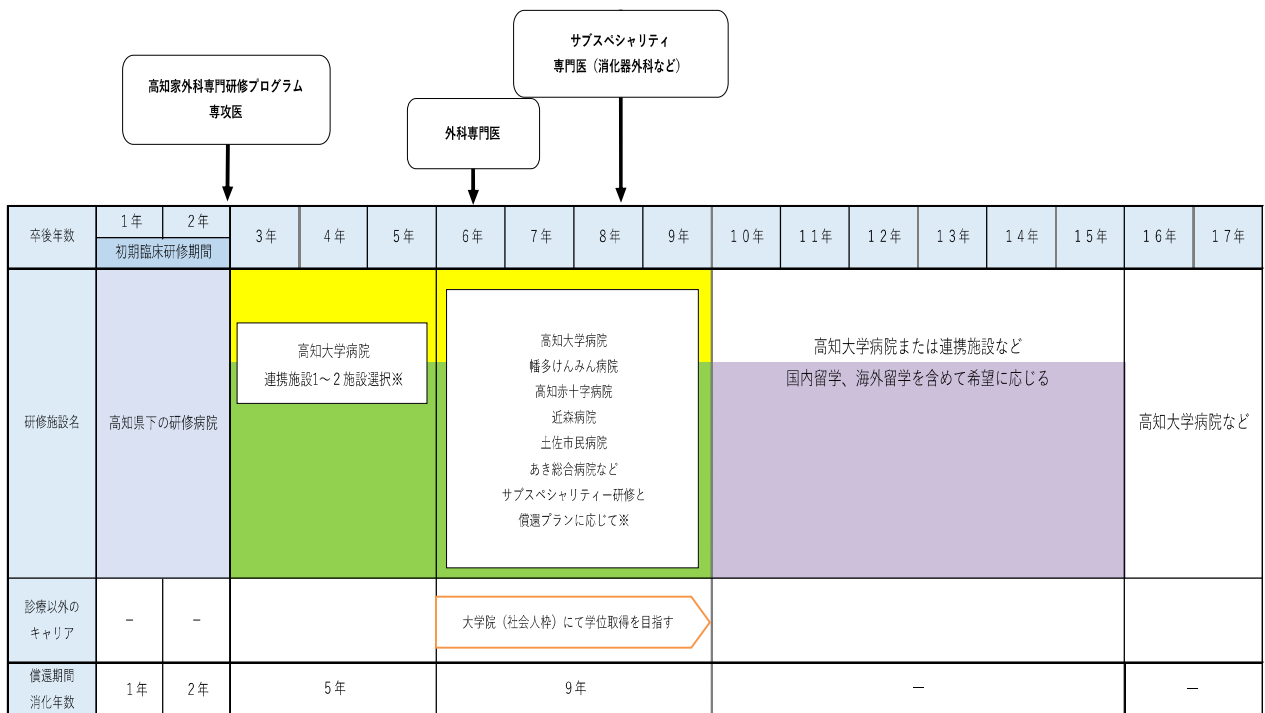 サブスペシャリティ
専門医（消化器外科など）
高知家外科専門研修プログラム
専攻医
外科専門医
卒後年数
１年
２年
初期臨床研修期間
３年
４年
５年
６年
７年
８年
９年
１０年
１１年
１２年
１３年
１４年
１５年
１６年
１７年
研修施設名
高知県下の研修病院
高知大学病院
連携施設1～２施設選択※
高知大学病院
幡多けんみん病院
高知赤十字病院
近森病院
土佐市民病院
あき総合病院など
サブスペシャリティー研修と
償還プランに応じて※
高知大学病院または連携施設など
国内留学、海外留学を含めて希望に応じる
高知大学病院など
診療以外の
キャリア
－
－
大学院（社会人枠）にて学位取得を目指す
償還期間
消化年数
１年
２年
５年
９年
－
－